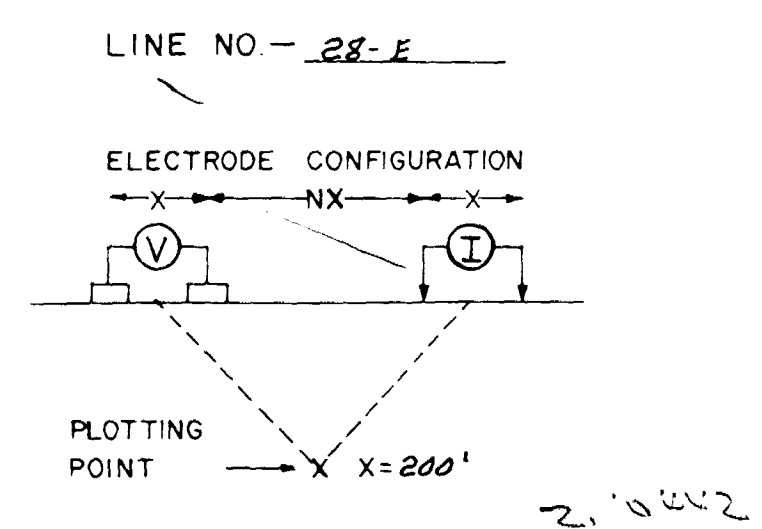 LINE NO.- 28-E
ELECTRODE CONFIGURATION
X NX X
V I
PLOTTING
POINT X X=200'